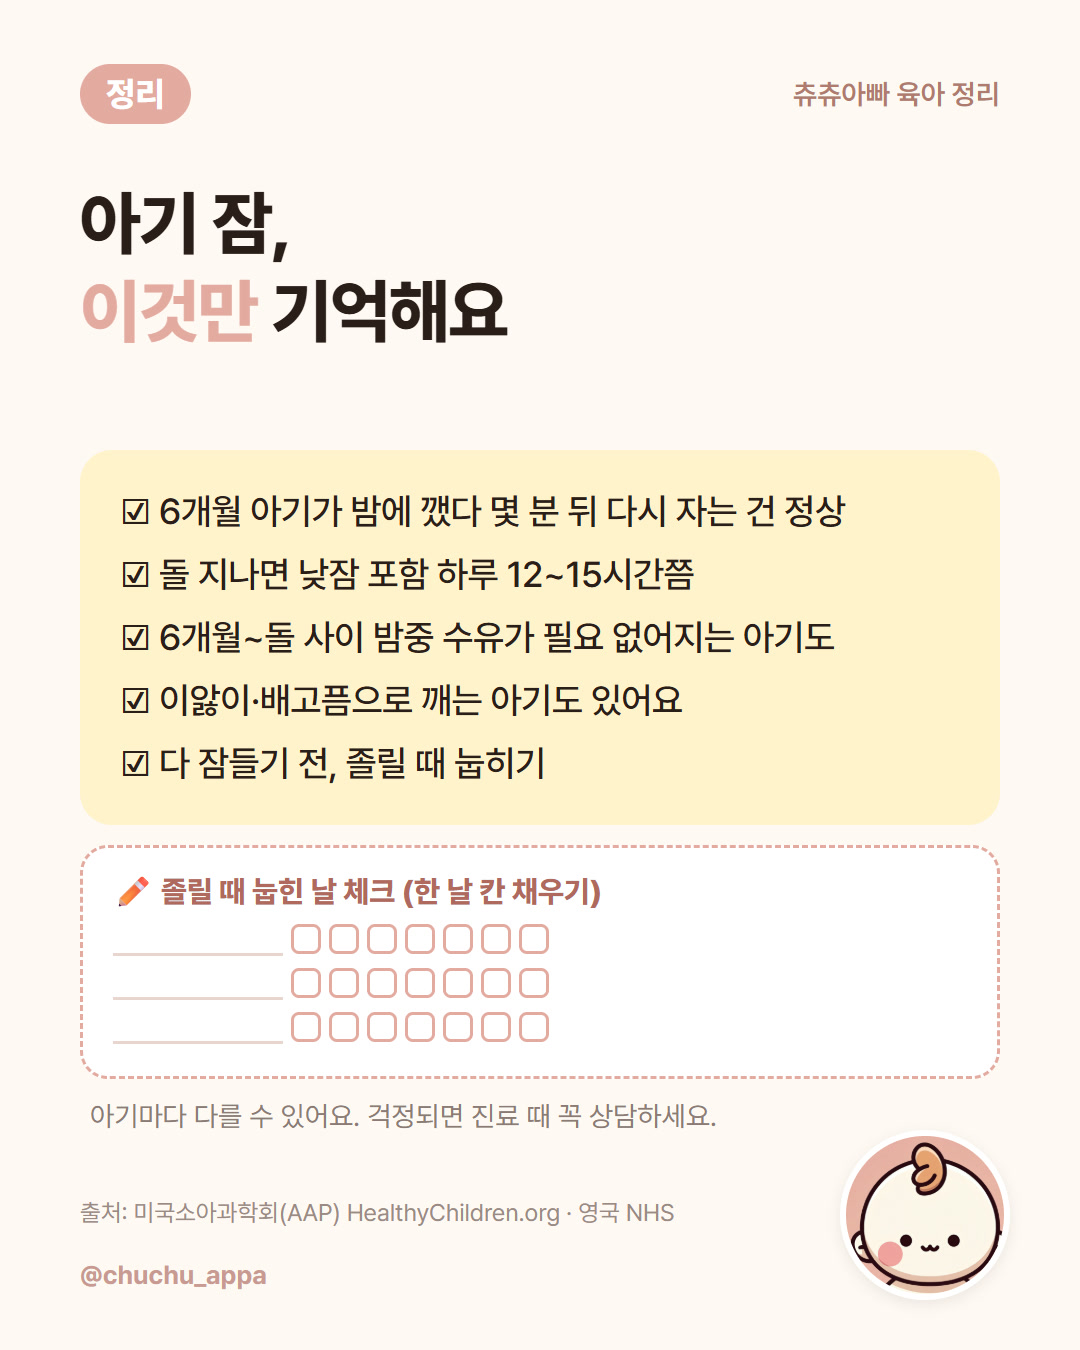 정리
츄츄아빠 육아 정리
아기 잠,
이것만 기억해요
☑ 6개월 아기가 밤에 깼다 몇 분 뒤 다시 자는 건 정상
☑ 돌 지나면 낮잠 포함 하루 12~15시간쯤
☑ 6개월~돌 사이 밤중 수유가 필요 없어지는 아기도
☑ 이앓이·배고픔으로 깨는 아기도 있어요
☑ 다 잠들기 전, 졸릴 때 눕히기
✏️ 졸릴 때 눕힌 날 체크 (한 날 칸 채우기)
아기마다 다를 수 있어요. 걱정되면 진료 때 꼭 상담하세요.
출처: 미국소아과학회(AAP) HealthyChildren.org · 영국 NHS
@chuchu_appa